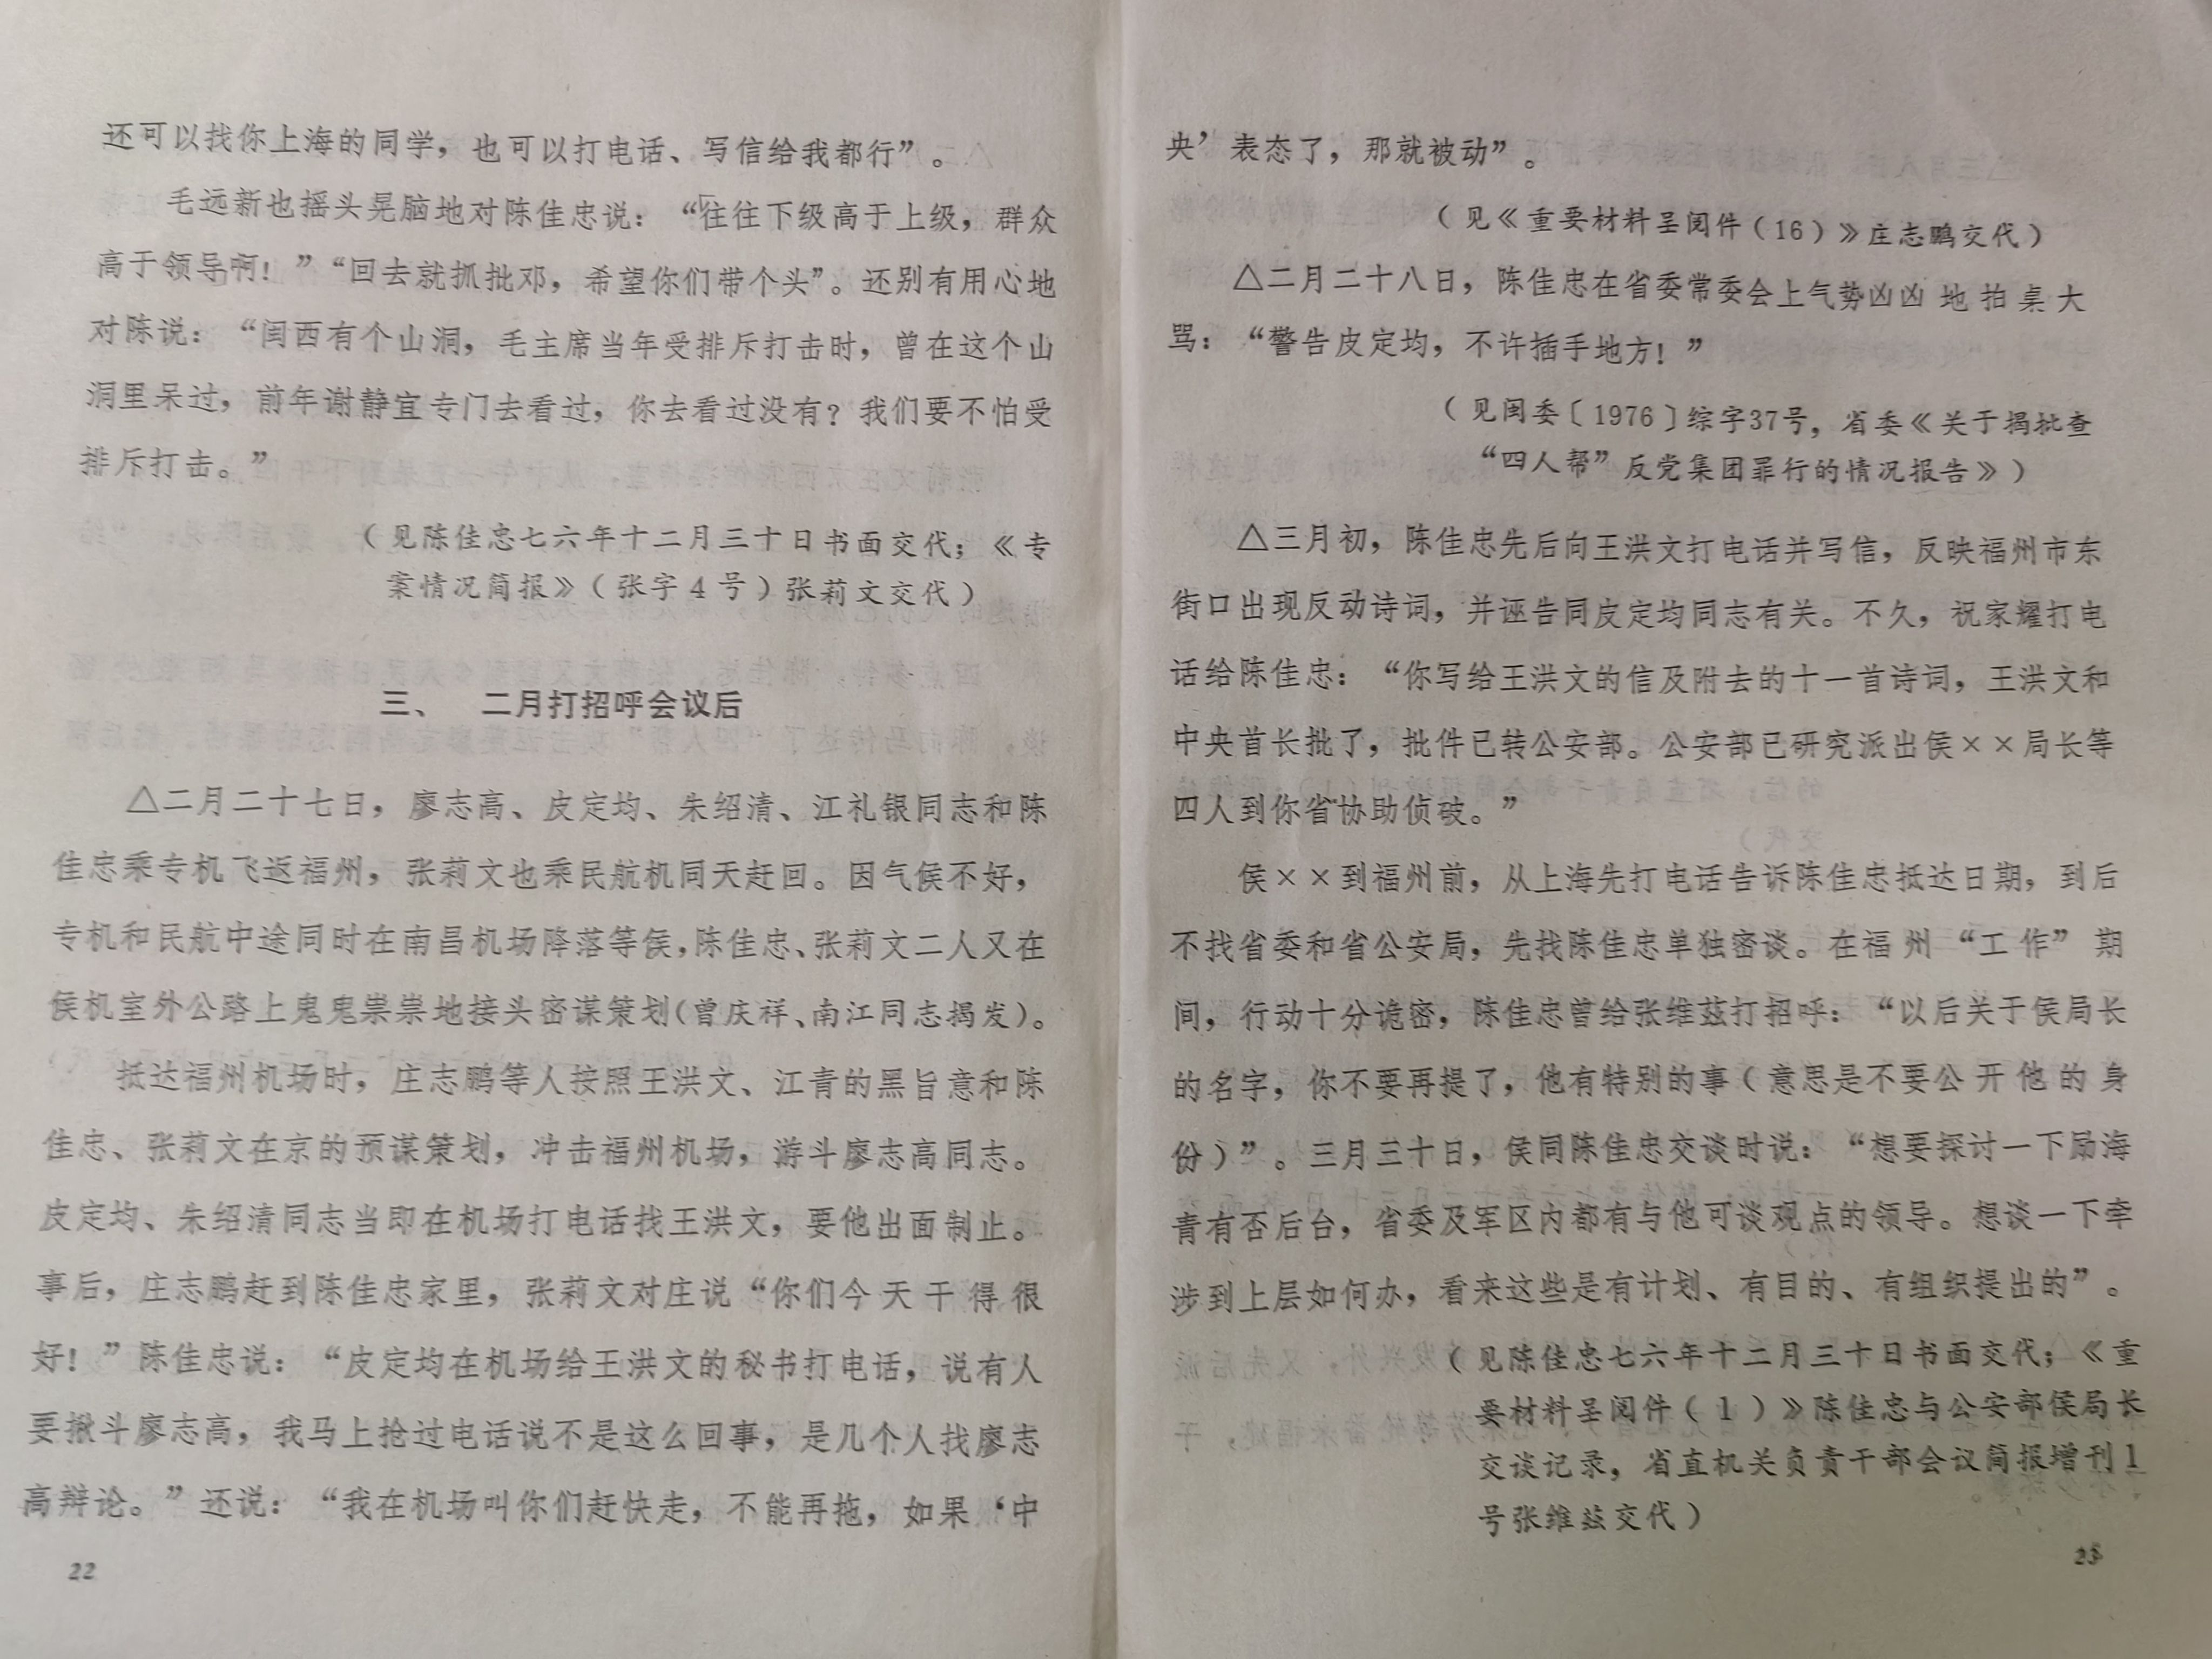 还可以找你上海的同学，也可以打电话、写信给我都行”。
毛远新也摇头晃脑地对陈佳忠说：“往往下级高于上级，群众
高于领导啊！”“回去就抓批邓，希望你们带个头”。还别有用心地
对陈说：“闽西有个山洞，毛主席当年受排斥打击时，曾在这个山
洞里呆过，前年谢静宜专门去看过，你去看过没有？我们要不怕受
排斥打击。”
（见陈佳忠七六年十二月三十日书面交代；《专
案情况简报》（张字4号）张莉文交代）
三、 二月打招呼会议后
△二月二十七日，廖志高、皮定均、朱绍清、江礼银同志和陈
佳忠乘专机飞返福州，张莉文也乘民航机同天赶回。因气侯不好，
专机和民航中途同时在南昌机场降落等侯，陈佳忠、张莉文二人又在
侯机室外公路上鬼鬼祟祟地接头密谋策划（曾庆祥、南江同志揭发）。
抵达福州机场时，庄志鹏等人按照王洪文、江青的黑旨意和陈
佳忠、张莉文在京的预谋策划，冲击福州机场，游斗廖志高同志。
皮定均、朱绍清同志当即在机场打电话找王洪文，要他出面制止。
事后，庄志鹏赶到陈佳忠家里，张莉文对庄说“你们今天干得很
好！”陈佳忠说：“皮定均在机场给王洪文的秘书打电话，说有人
要揪斗廖志高，我马上抢过电话说不是这么回事，是几个人找廖志
高辩论。”还说：“我在机场叫你们赶快走，不能再拖，如果‘中
22
央’表态了，那就被动”。
（见《重要材料呈阅件（16）》庄志鹏交代）
△二月二十八日，陈佳忠在省委常委会上气势凶凶地拍桌大
骂：“警告皮定均，不许插手地方！”
（见闽委〔1976〕综字37号，省委《关于揭批查
“四人帮”反党集团罪行的情况报告》）
△三月初，陈佳忠先后向王洪文打电话并写信，反映福州市东
街口出现反动诗词，并诬告同皮定均同志有关。不久，祝家耀打电
话给陈佳忠：“你写给王洪文的信及附去的十一首诗词，王洪文和
中央首长批了，批件已转公安部。公安部已研究派出侯××局长等
四人到你省协助侦破。”
侯××到福州前，从上海先打电话告诉陈佳忠抵达日期，到后
不找省委和省公安局，先找陈佳忠单独密谈。在福州“工作”期
间，行动十分诡密，陈佳忠曾给张维兹打招呼：“以后关于侯局长
的名字，你不要再提了，他有特别的事（意思是不要公开他的身
份）”。三月三十日，侯同陈佳忠交谈时说：“想要探讨一下励海
青有否后台，省委及军区内都有与他可谈观点的领导。想谈一下牵
涉到上层如何办，看来这些是有计划、有目的、有组织提出的”。
（见陈佳忠七六年十二月三十日书面交代；《重
要材料呈阅件（1）》陈佳忠与公安部侯局长
交谈记录，省直机关负责干部会议简报增刊1
号张维兹交代）
23